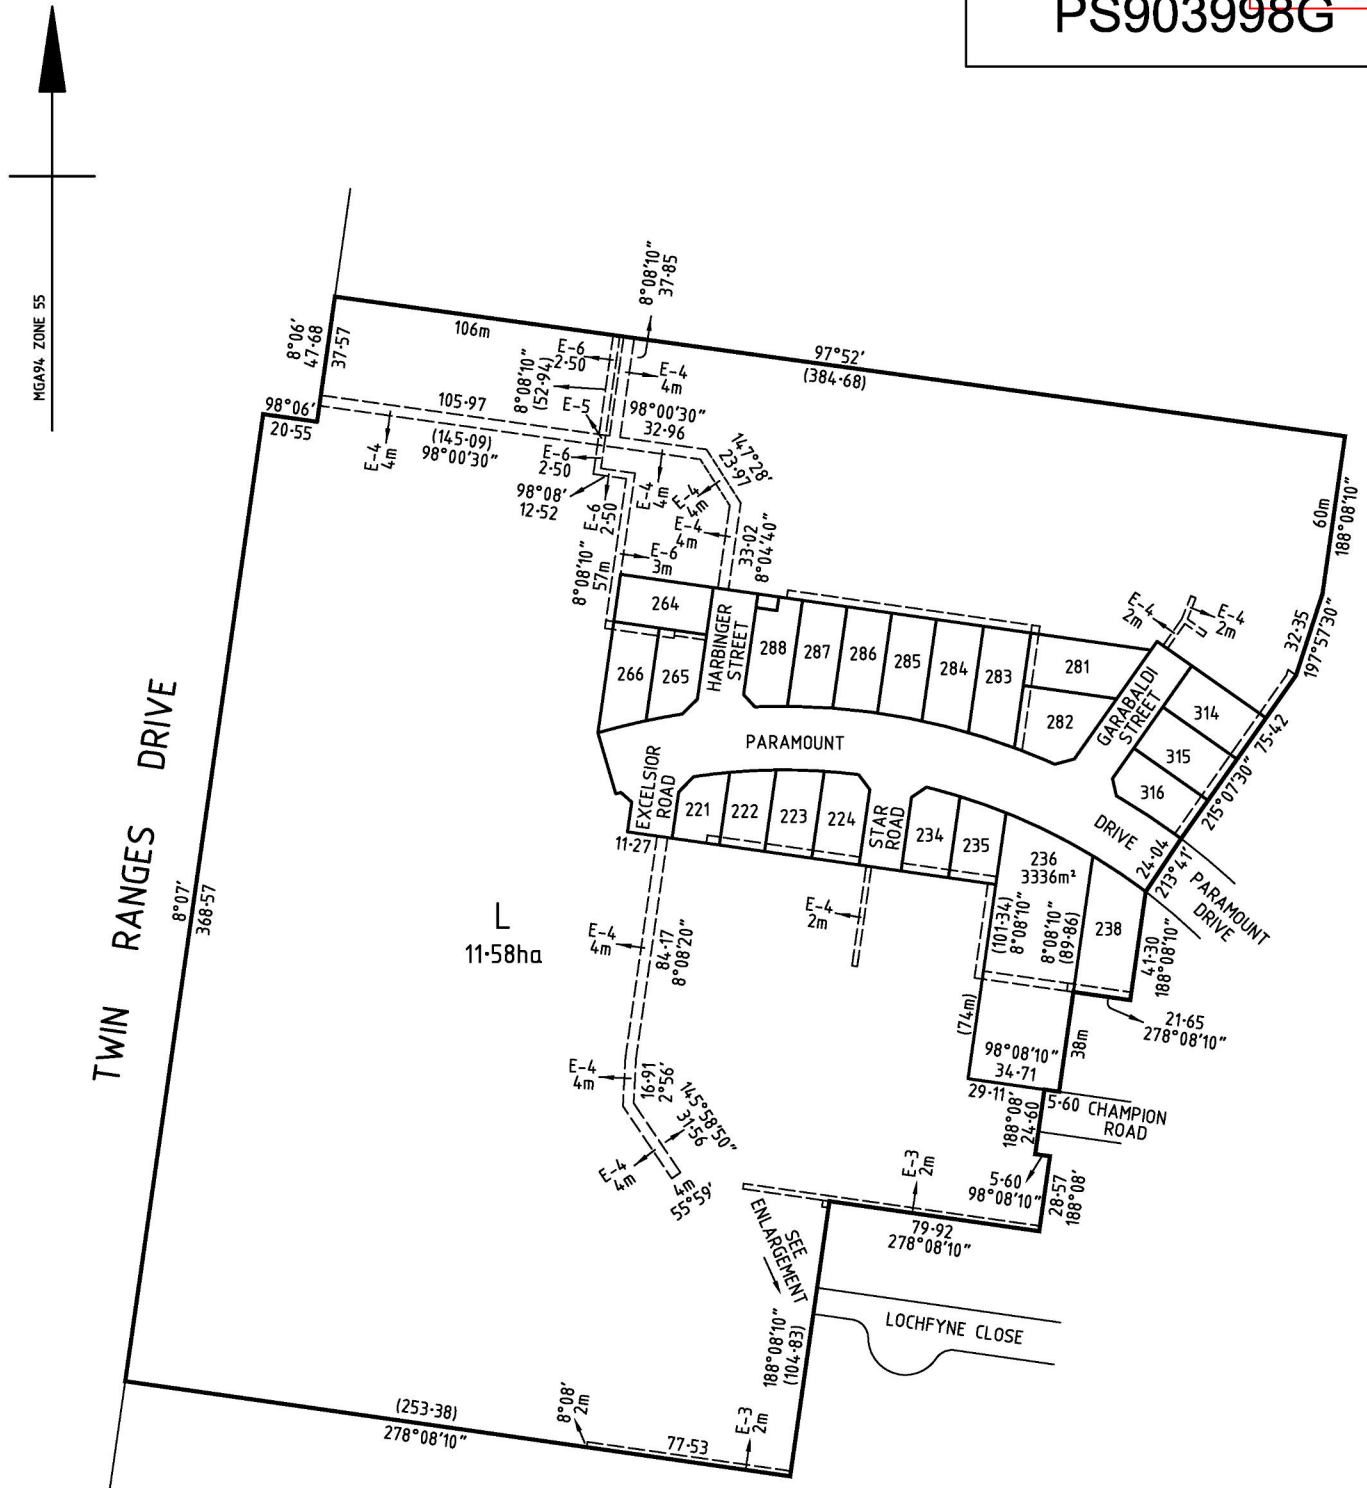 PS903998G
MGA94 ZONE 55
8°08'10"
37·85
106m
8°06'
47·68
37·57
E-6
2·50
8°08'10"
(52·94)
E-4
4m
97°52'
(384·68)
98°06'
20·55
105·97
(145·09)
98°00'30"
E-4
4m
E-5
98°00'30"
32·96
E-6
2·50
98°08'
12·52
E-6
2·50
E-4
4m
147°28'
23·97
E-4
4m
E-4
4m
33·02
8°04'40"
8°08'10"
57m
E-6
3m
60m
188°08'10"
E-4
2m
E-4
2m
32·35
197°57'30"
264
HARBINGER
STREET
288
287
286
285
284
283
281
282
266
265
GARABALDI
STREET
314
315
316
75·42
215°07'30"
PARAMOUNT
DRIVE
EXCELSIOR
ROAD
221
222
223
224
STAR
ROAD
234
235
236
3336m²
238
24·04
213°41'
PARAMOUNT
DRIVE
11·27
TWIN RANGES DRIVE
8°07'
368·57
L
11·58ha
E-4
4m
84·17
8°08'20"
E-4
2m
(101·34)
8°08'10"
8°08'10"
(89·86)
41·30
188°08'10"
21·65
278°08'10"
(74m)
98°08'10"
34·71
38m
29·11
188°08'
24·60
5·60
CHAMPION
ROAD
E-4
4m
16·91
2°56'
145°58'50"
31·56
E-4
4m
4m
55°59'
E-3
2m
5·60
98°08'10"
28·57
188°08'
79·92
278°08'10"
SEE
ENLARGEMENT
LOCHFYNE CLOSE
188°08'10"
(104·83)
(253·38)
278°08'10"
8°08'
2m
77·53
E-3
2m